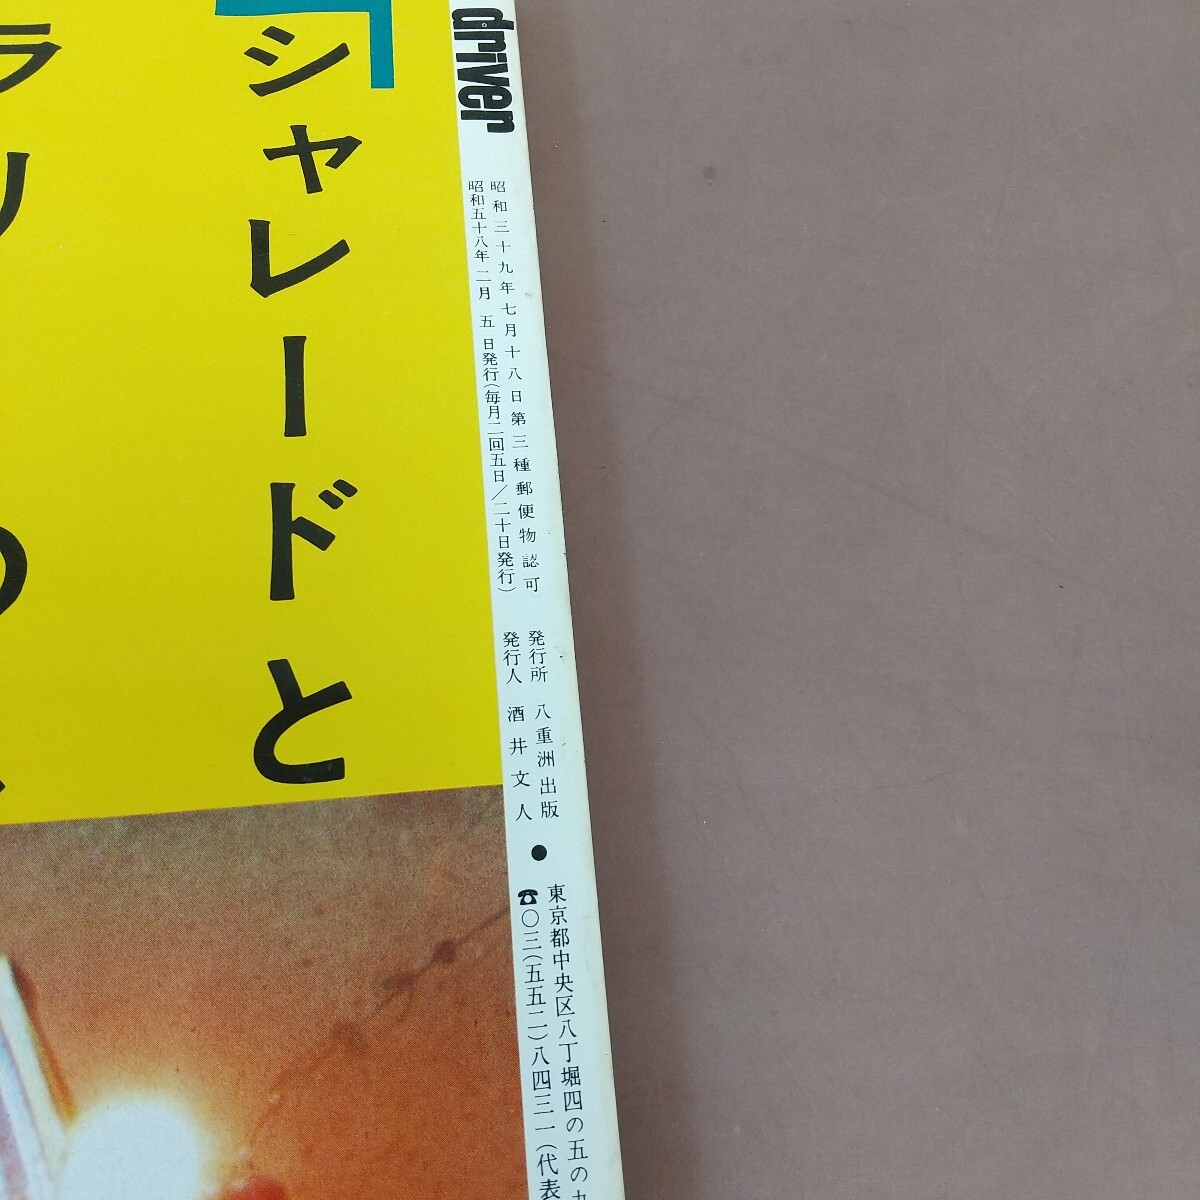 driver
昭和三十九年七月十八日第三種郵便物認可
昭和五十八年二月 五日発行(毎月二回五日/二十日発行)
発行所 八重洲出版
発行人 酒井文人
●
東京都中央区八丁堀四の五の
☎〇三(五五二)八四三一(代表
「シャレードと